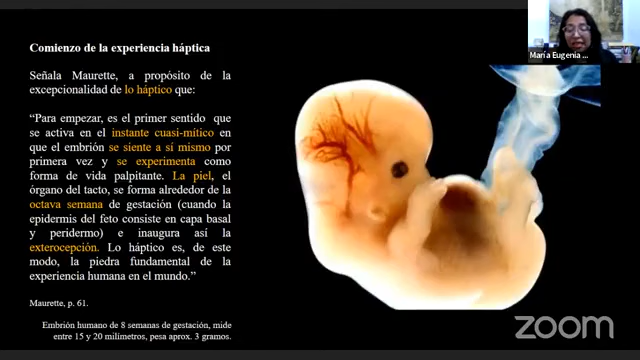 Comienzo de la experiencia háptica
Señala Maurette, a propósito de la
excepcionalidad de lo háptico que:
“Para empezar, es el primer sentido que
se activa en el instante cuasi-mítico en
que el embrión se siente a sí mismo por
primera vez y se experimenta como
forma de vida palpitante. La piel, el
órgano del tacto, se forma alrededor de la
octava semana de gestación (cuando la
epidermis del feto consiste en capa basal
y peridermo) e inaugura así la
exterocepción. Lo háptico es, de este
modo, la piedra fundamental de la
experiencia humana en el mundo.”
Maurette, p. 61.
Embrión humano de 8 semanas de gestación, mide
entre 15 y 20 milímetros, pesa aprox. 3 gramos.
María Eugenia ...
zoom